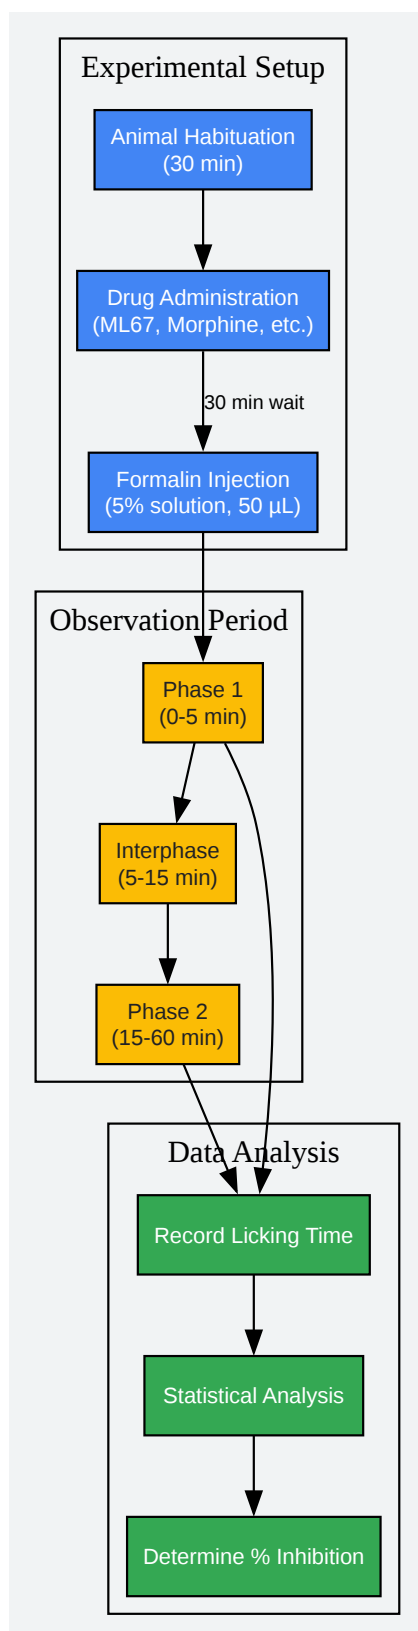 Experimental Setup
Animal Habituation
(30 min)
Drug Administration
(ML67, Morphine, etc.)
30 min wait
Formalin Injection
(5% solution, 50 µL)
Observation Period
Phase 1
(0-5 min)
Interphase
(5-15 min)
Phase 2
(15-60 min)
Data Analysis
Record Licking Time
Statistical Analysis
Determine % Inhibition